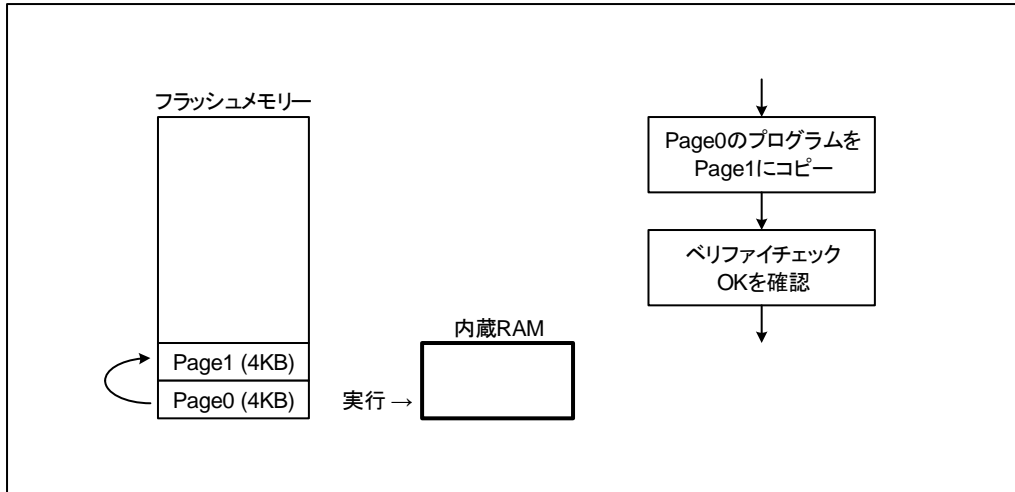 フラッシュメモリー
Page1 (4KB)
Page0 (4KB)
内蔵RAM
実行 →
Page0のプログラムを
Page1にコピー
ベリファイチェック
OKを確認